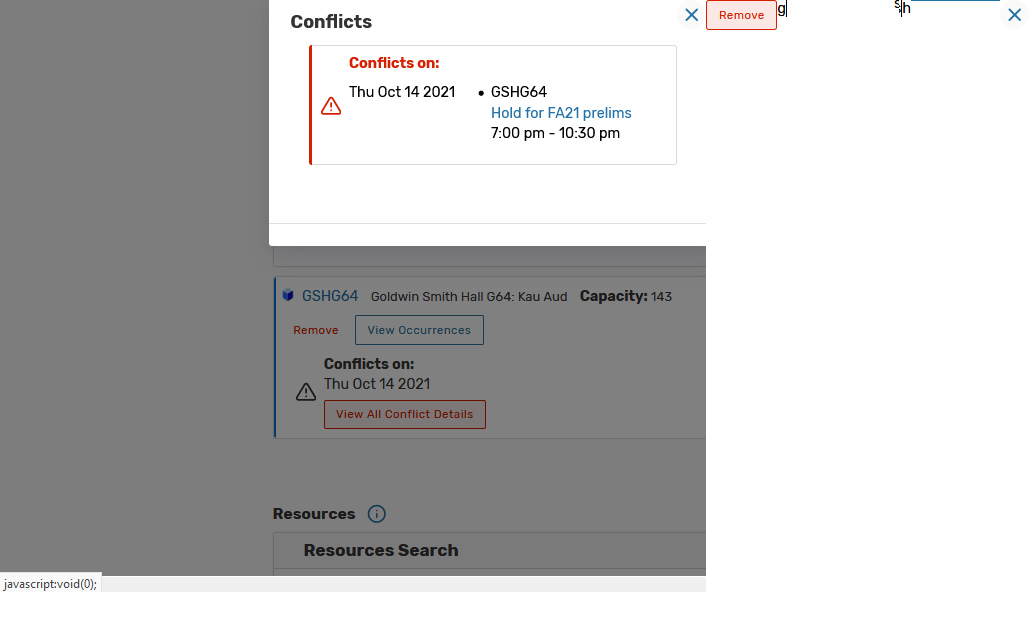 Conflicts
Remove
g
h
Conflicts on:
Thu Oct 14 2021
• GSHG64
Hold for FA21 prelims
7:00 pm - 10:30 pm
GSHG64 Goldwin Smith Hall G64: Kau Aud Capacity: 143
Remove View Occurrences
Conflicts on:
Thu Oct 14 2021
View All Conflict Details
Resources
Resources Search
javascript:void(0);